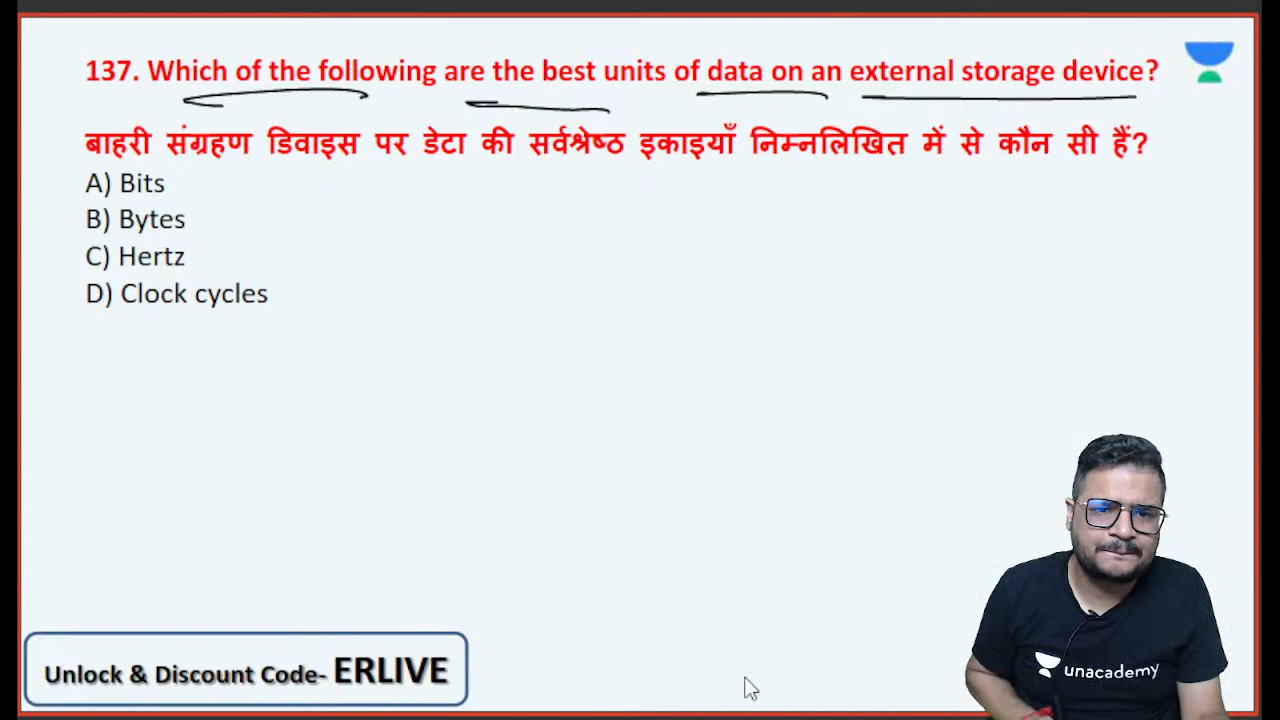 137. Which of the following are the best units of data on an external storage device?
बाहरी संग्रहण डिवाइस पर डेटा की सर्वश्रेष्ठ इकाइयाँ निम्नलिखित में से कौन सी हैं?
A) Bits
B) Bytes
C) Hertz
D) Clock cycles
unacademy
Unlock & Discount Code- ERLIVE